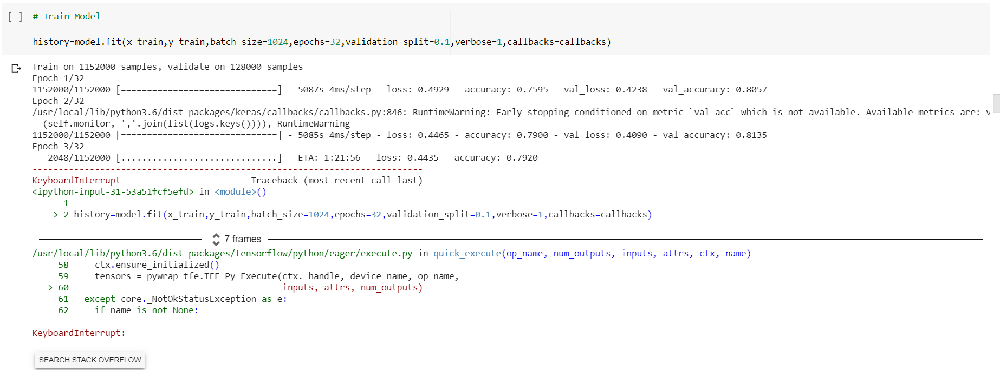 [ ] # Train Model
history=model.fit(x_train,y_train,batch_size=1024,epochs=32,validation_split=0.1,verbose=1,callbacks=callbacks)
Train on 1152000 samples, validate on 128000 samples
Epoch 1/32
1152000/1152000 [==============================] - 5087s 4ms/step - loss: 0.4929 - accuracy: 0.7595 - val_loss: 0.4238 - val_accuracy: 0.8057
Epoch 2/32
/usr/local/lib/python3.6/dist-packages/keras/callbacks/callbacks.py:846: RuntimeWarning: Early stopping conditioned on metric `val_acc` which is not available. Available metrics are: v
  (self.monitor, ','.join(list(logs.keys()))), RuntimeWarning
1152000/1152000 [==============================] - 5085s 4ms/step - loss: 0.4465 - accuracy: 0.7900 - val_loss: 0.4090 - val_accuracy: 0.8135
Epoch 3/32
   2048/1152000 [..............................] - ETA: 1:21:56 - loss: 0.4435 - accuracy: 0.7920
---------------------------------------------------------------------------
KeyboardInterrupt                         Traceback (most recent call last)
<ipython-input-31-53a51fcf5efd> in <module>()
      1
----> 2 history=model.fit(x_train,y_train,batch_size=1024,epochs=32,validation_split=0.1,verbose=1,callbacks=callbacks)
7 frames
/usr/local/lib/python3.6/dist-packages/tensorflow/python/eager/execute.py in quick_execute(op_name, num_outputs, inputs, attrs, ctx, name)
     58     ctx.ensure_initialized()
     59     tensors = pywrap_tfe.TFE_Py_Execute(ctx._handle, device_name, op_name,
---> 60                                         inputs, attrs, num_outputs)
     61   except core._NotOkStatusException as e:
     62     if name is not None:
KeyboardInterrupt:
SEARCH STACK OVERFLOW